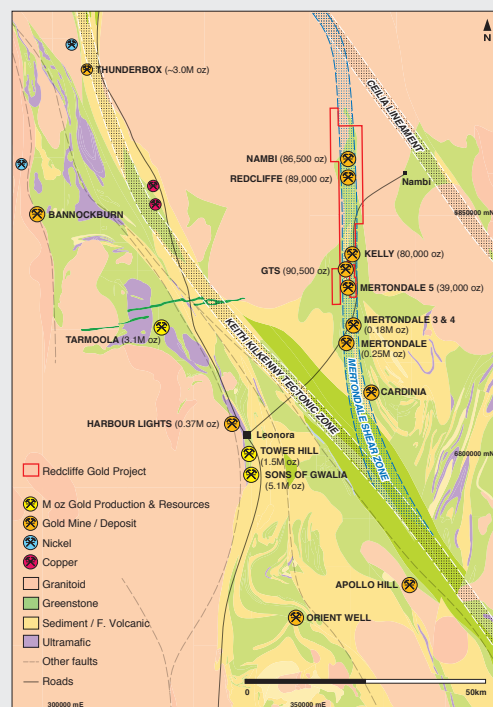 N
THUNDERBOX (~3.0M oz)
CEILIA LINEAMENT
NAMBI (86,500 oz)
REDCLIFFE (89,000 oz)
Nambi
BANNOCKBURN
6850000 mN
KELLY (80,000 oz)
GTS (90,500 oz)
MERTONDALE 5 (39,000 oz)
MERTONDALE 3 & 4
(0.18M oz)
TARMOOLA (3.1M oz)
MERTONDALE
(0.25M oz)
KEITH KILKENNY TECTONIC ZONE
MERTONDALE SHEAR ZONE
CARDINIA
HARBOUR LIGHTS (0.37M oz)
Leonora
TOWER HILL
(1.5M oz)
6800000 mN
SONS OF GWALIA
(5.1M oz)
Redcliffe Gold Project
M oz Gold Production & Resources
Gold Mine / Deposit
Nickel
Copper
Granitoid
Greenstone
Sediment / F. Volcanic
Ultramafic
Other faults
Roads
APOLLO HILL
ORIENT WELL
0
50km
300000 mE
350000 mE